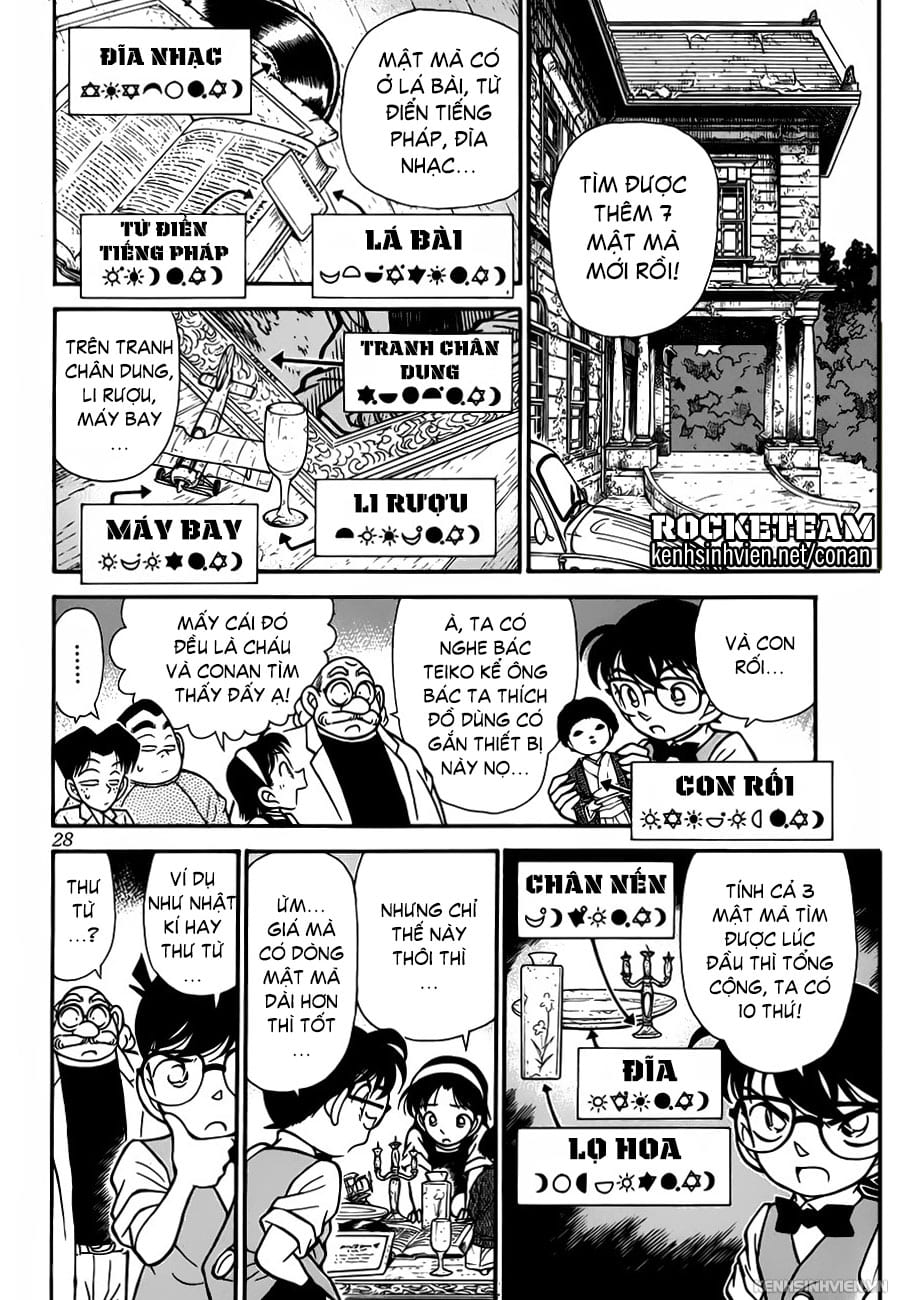 TÌM ĐƯỢC
THÊM 7
MẬT MÃ
MỚI RỒI!
ROCKETEAM
kenhsinhvien.net/conan
MẬT MÃ CÓ
Ở LÁ BÀI, TỪ
ĐIỂN TIẾNG
PHÁP, ĐĨA
NHẠC...
ĐĨA NHẠC
LÁ BÀI
TỪ ĐIỂN
TIẾNG PHÁP
TRÊN TRANH
CHÂN DUNG,
LI RƯỢU,
MÁY BAY
...
TRANH CHÂN
DUNG
LI RƯỢU
MÁY BAY
VÀ CON
RỐI...
CON RỐI
À, TA CÓ
NGHE BÁC
TEIKO KỂ ÔNG
BÁC TA THÍCH
ĐỒ DÙNG CÓ
GẮN THIẾT BỊ
NÀY NỌ...
MẤY CÁI ĐÓ
ĐỀU LÀ CHÁU
VÀ CONAN TÌM
THẤY ĐẤY Ạ!
........
28
TÍNH CẢ 3
MẬT MÃ TÌM
ĐƯỢC LÚC
ĐẦU THÌ TỔNG
CỘNG, TA CÓ
10 THỨ!
CHÂN NẾN
ĐĨA
LỌ HOA
NHƯNG CHỈ
THẾ NÀY
THÔI THÌ
...
ỪM...
GIÁ MÀ
CÓ DÒNG
MẬT MÃ
DÀI HƠN
THÌ TỐT
...
VÍ DỤ
NHƯ NHẬT
KÍ HAY
THƯ TỪ
...
THƯ
TỪ
...?
KENHSINHVIEN.VN